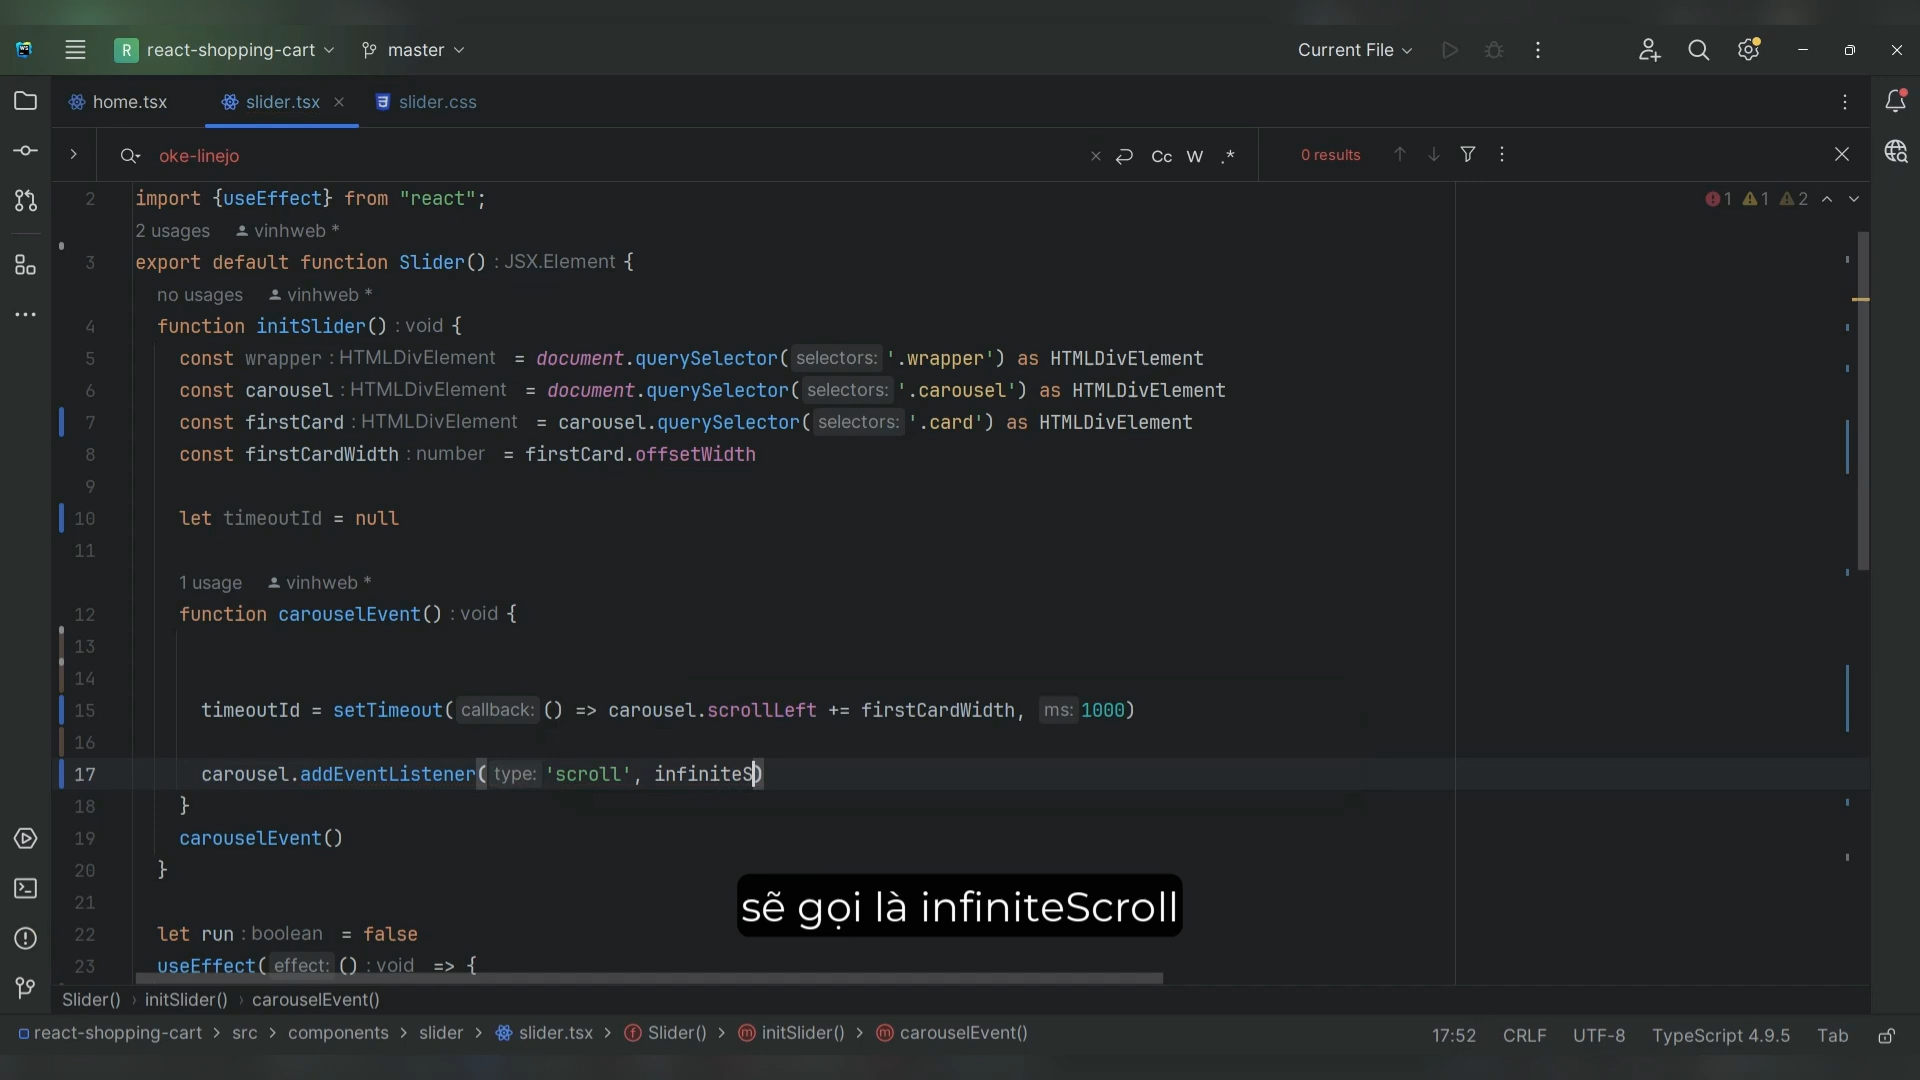 R react-shopping-cart master Current File
home.tsx slider.tsx slider.css
oke-linejo Cc W .* 0 results
2 import {useEffect} from "react"; 1 1 2
2 usages vinhweb *
3 export default function Slider() : JSX.Element {
no usages vinhweb *
4 function initSlider() : void {
5 const wrapper : HTMLDivElement = document.querySelector( selectors: '.wrapper') as HTMLDivElement
6 const carousel : HTMLDivElement = document.querySelector( selectors: '.carousel') as HTMLDivElement
7 const firstCard : HTMLDivElement = carousel.querySelector( selectors: '.card') as HTMLDivElement
8 const firstCardWidth : number = firstCard.offsetWidth
9
10 let timeoutId = null
11
1 usage vinhweb *
12 function carouselEvent() : void {
13
14
15 timeoutId = setTimeout( callback: () => carousel.scrollLeft += firstCardWidth, ms: 1000)
16
17 carousel.addEventListener( type: 'scroll', infiniteS)
18 }
19 carouselEvent()
20 }
21
sẽ gọi là infiniteScroll
22 let run : boolean = false
23 useEffect( effect: () : void => {
Slider() › initSlider() › carouselEvent()
react-shopping-cart > src > components > slider > slider.tsx > Slider() > initSlider() > carouselEvent() 17:52 CRLF UTF-8 TypeScript 4.9.5 Tab